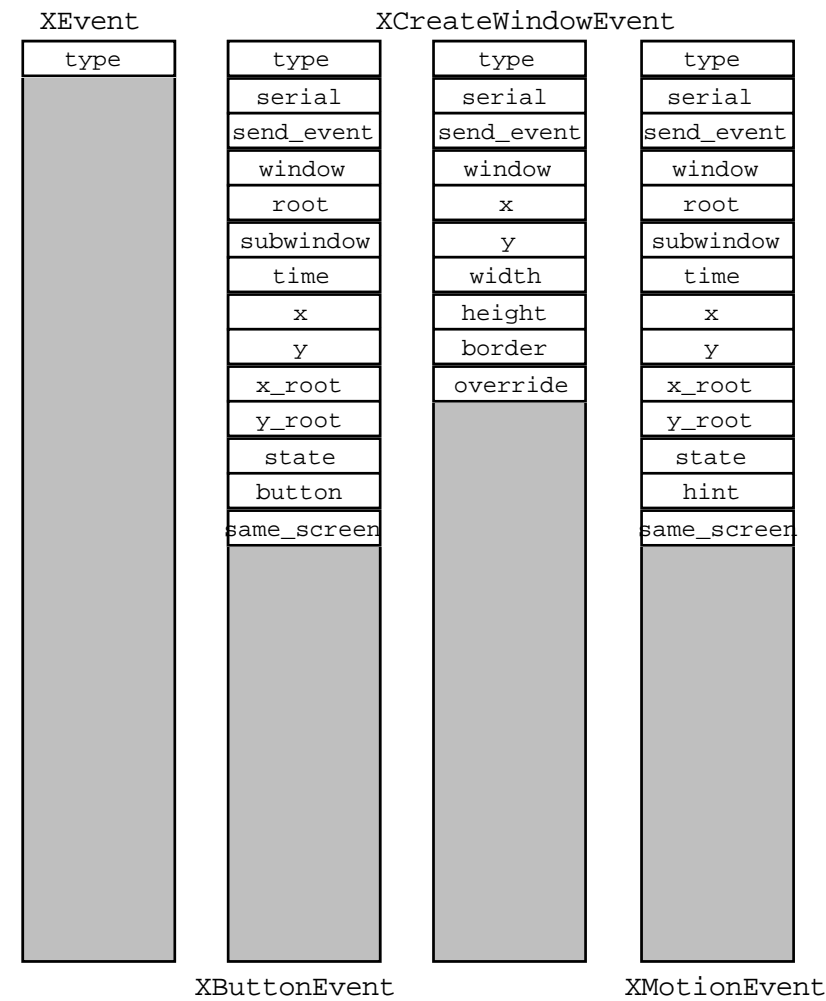 XEvent XCreateWindowEvent
type type type type
serial serial serial
send_event send_event send_event
window window window
root x root
subwindow y subwindow
time width time
x height x
y border y
x_root override x_root
y_root y_root
state state
button hint
same_screen same_screen
XButtonEvent XMotionEvent